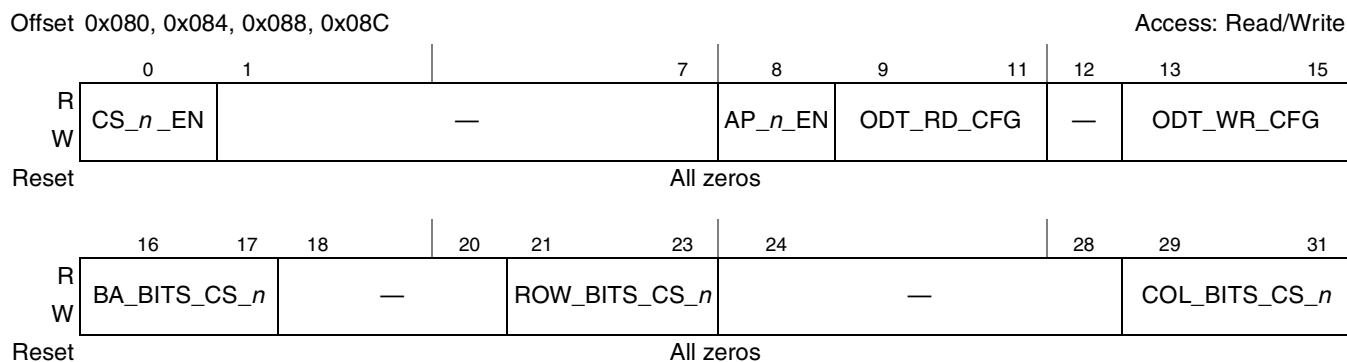 Offset 0x080, 0x084, 0x088, 0x08C Access: Read/Write
0 1 7 8 9 11 12 13 15
R
CS_n_EN — AP_n_EN ODT_RD_CFG — ODT_WR_CFG
W
Reset All zeros
16 17 18 20 21 23 24 28 29 31
R
BA_BITS_CS_n — ROW_BITS_CS_n — COL_BITS_CS_n
W
Reset All zeros